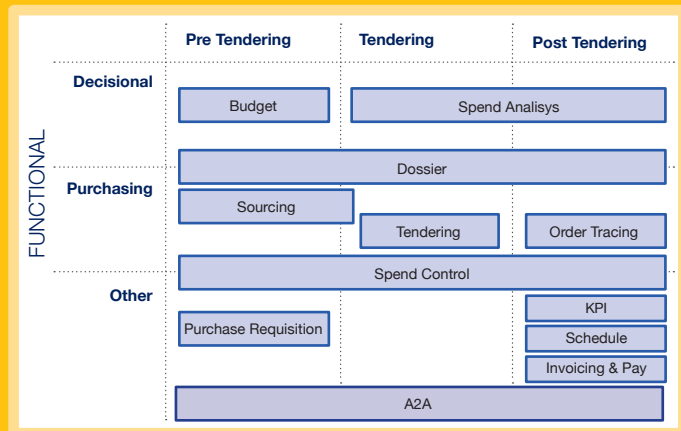 Pre Tendering
Tendering
Post Tendering
FUNCTIONAL
Decisional
Budget
Spend Analisys
Dossier
Purchasing
Sourcing
Tendering
Order Tracing
Spend Control
Other
KPI
Purchase Requisition
Schedule
Invoicing & Pay
A2A